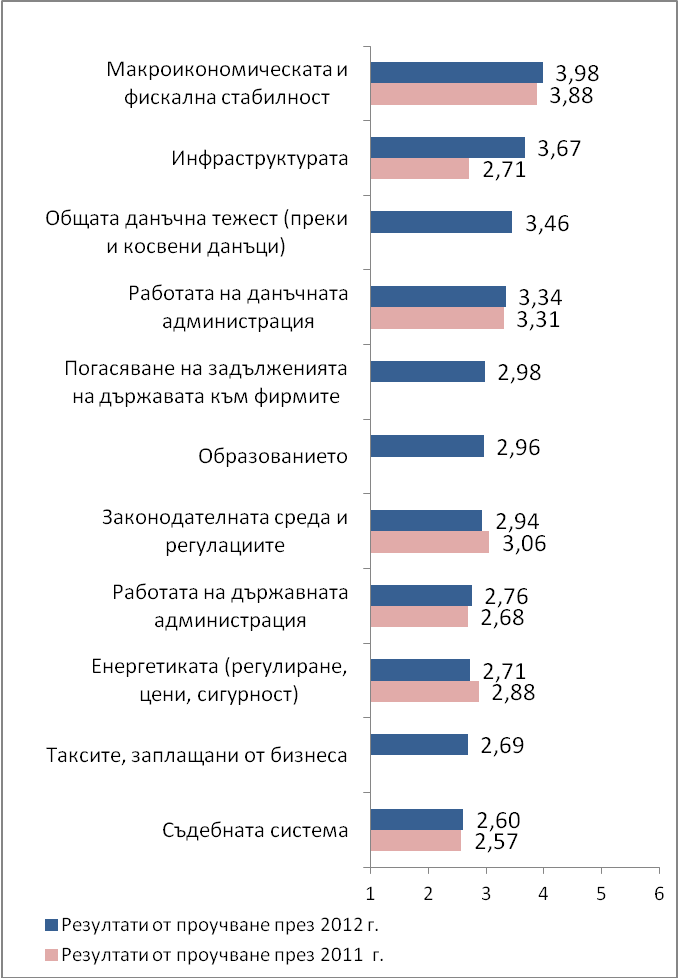 Макроикономическата и
фискална стабилност
3,98
3,88
Инфраструктурата
3,67
2,71
Общата данъчна тежест (преки
и косвени данъци)
3,46
Работата на данъчната
администрация
3,34
3,31
Погасяване на задълженията
на държавата към фирмите
2,98
Образованието
2,96
Законодателната среда и
регулациите
2,94
3,06
Работата на държавната
администрация
2,76
2,68
Енергетиката (регулиране,
цени, сигурност)
2,71
2,88
Таксите, заплащани от бизнеса
2,69
Съдебната система
2,60
2,57
1 2 3 4 5 6
Резултати от проучване през 2012 г.
Резултати от проучване през 2011 г.